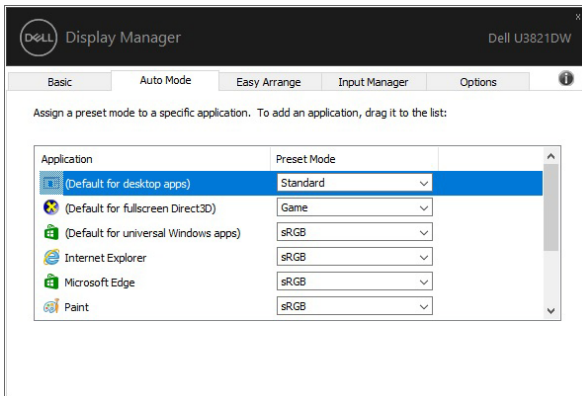 DELL Display Manager Dell U3821DW
Basic Auto Mode Easy Arrange Input Manager Options
Assign a preset mode to a specific application. To add an application, drag it to the list:
Application Preset Mode
(Default for desktop apps) Standard
(Default for fullscreen Direct3D) Game
(Default for universal Windows apps) sRGB
Internet Explorer sRGB
Microsoft Edge sRGB
Paint sRGB